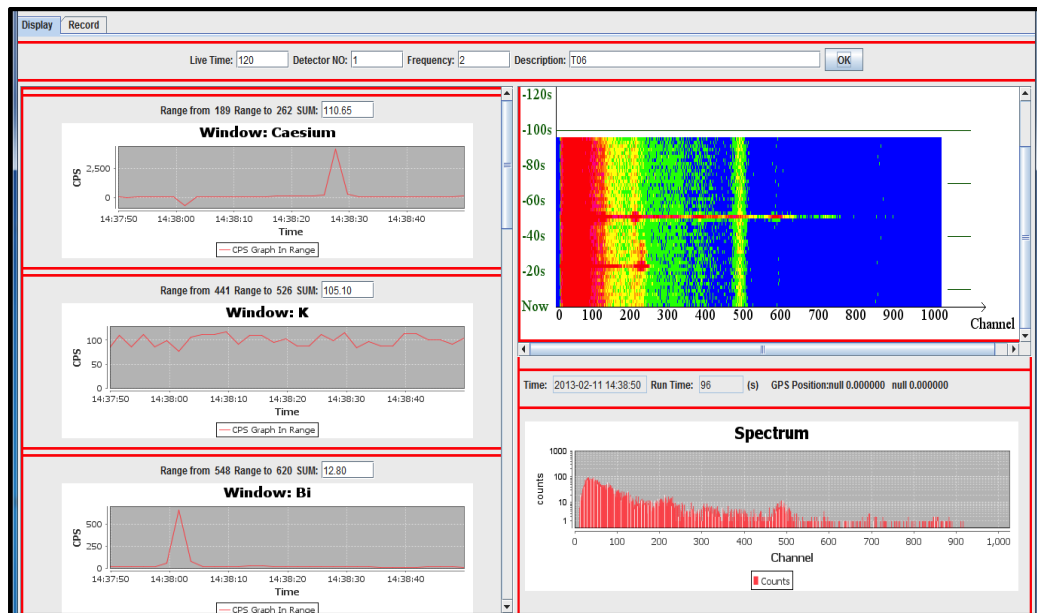 Display Record
Live Time: 120 Detector NO: 1 Frequency: 2 Description: T06 OK
Range from 189 Range to 262 SUM: 110.65
Window: Caesium
CPS
2,500
0
14:37:50 14:38:00 14:38:10 14:38:20 14:38:30 14:38:40
Time
CPS Graph In Range
Range from 441 Range to 526 SUM: 105.10
Window: K
CPS
100
50
0
14:37:50 14:38:00 14:38:10 14:38:20 14:38:30 14:38:40
Time
CPS Graph In Range
Range from 548 Range to 620 SUM: 12.80
Window: Bi
CPS
500
250
0
14:37:50 14:38:00 14:38:10 14:38:20 14:38:30 14:38:40
Time
CPS Graph In Range
-120s
-100s
-80s
-60s
-40s
-20s
Now
0 100 200 300 400 500 600 700 800 900 1000
Channel
Time: 2013-02-11 14:38:50 Run Time: 96 (s) GPS Position:null 0.000000 null 0.000000
Spectrum
counts
1000
100
10
1
0 100 200 300 400 500 600 700 800 900 1,000
Channel
Counts